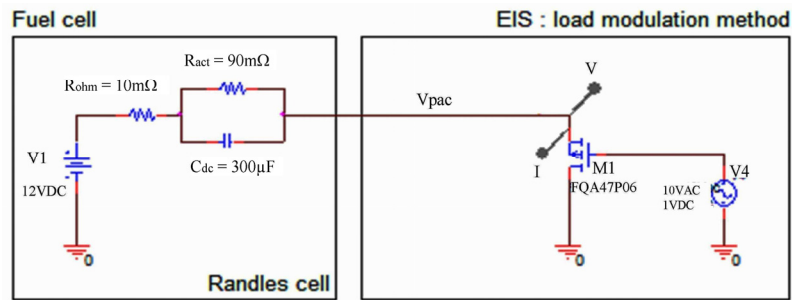 Fuel cell
EIS : load modulation method
Ract = 90mΩ
Rohm = 10mΩ
V
Vpac
V1
Cdc = 300µF
I
M1
V4
12VDC
FQA47P06
10VAC
1VDC
0
0
0
Randles cell